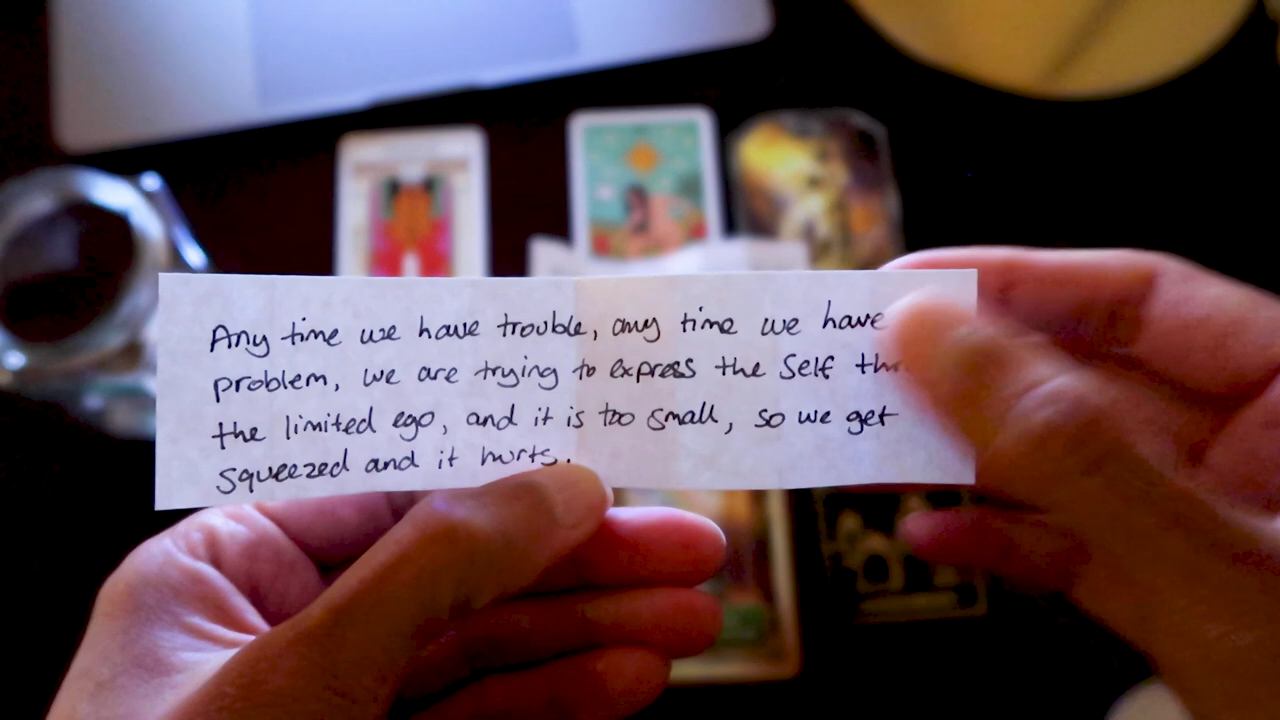 Any time we have trouble, any time we have
problem, we are trying to express the Self
the limited ego, and it is too small, so we get
squeezed and it hurts.